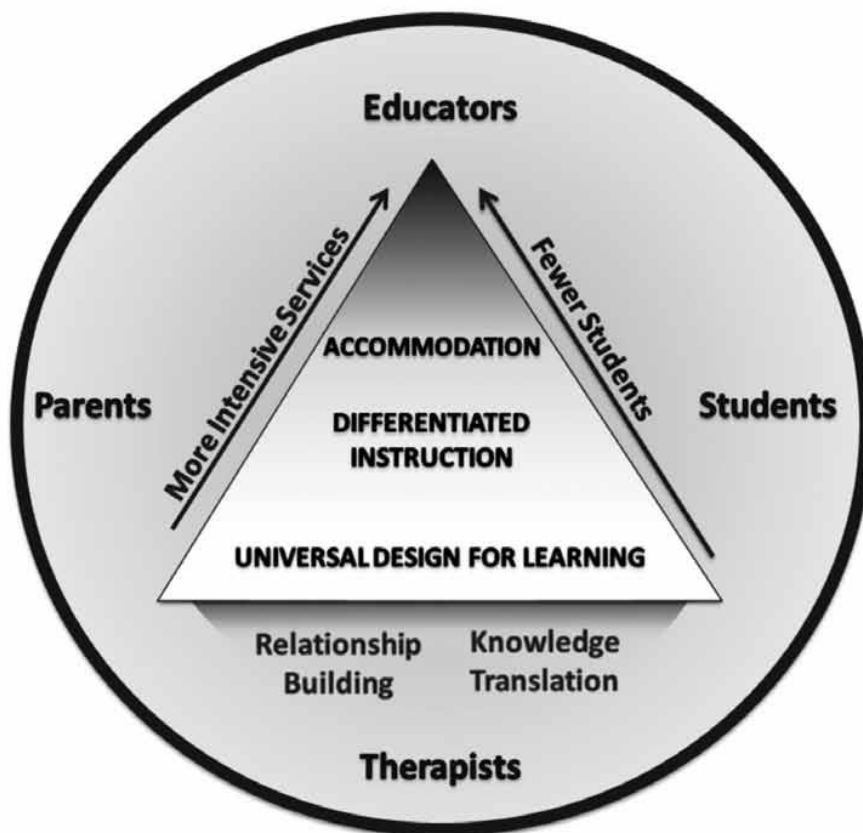 Educators
More Intensive Services
Fewer Students
ACCOMMODATION
Parents
DIFFERENTIATED
INSTRUCTION
Students
UNIVERSAL DESIGN FOR LEARNING
Relationship
Building
Knowledge
Translation
Therapists